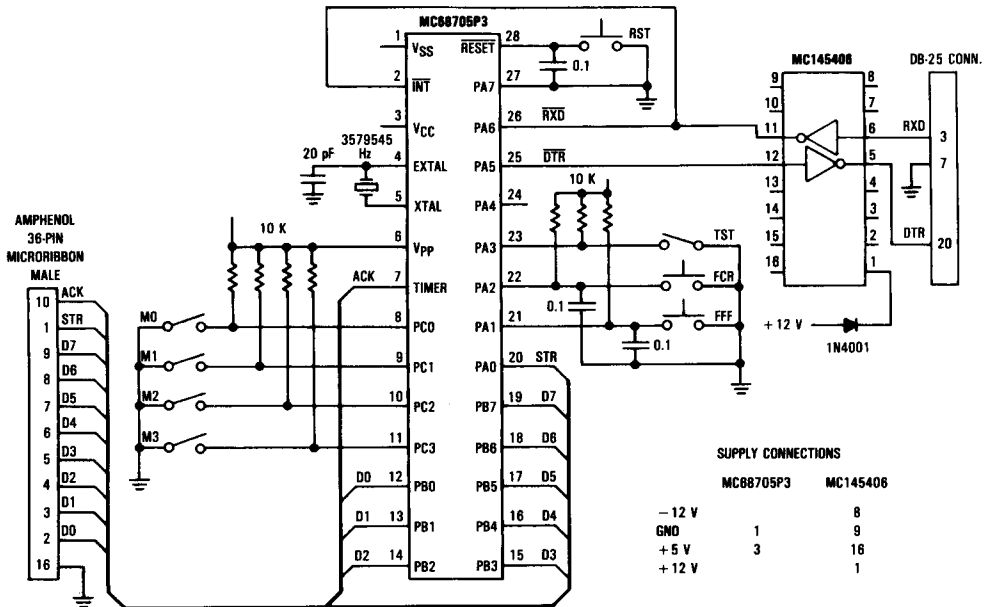 MC68705P3
1 VSS
2 INT
3 VCC
4 EXTAL
5 XTAL
6 VPP
7 TIMER
8 PC0
9 PC1
10 PC2
11 PC3
12 PB0
13 PB1
14 PB2
RESET 28
PA7 27
PA6 26
PA5 25
PA4 24
PA3 23
PA2 22
PA1 21
PA0 20
PB7 19
PB6 18
PB5 17
PB4 16
PB3 15
RST
0.1
RXD
DTR
10 K
TST
FCR
FFF
0.1
0.1
STR
D7
D6
D5
D4
D3
3579545
Hz
20 pF
10 K
ACK
M0
M1
M2
M3
D0
D1
D2
AMPHENOL
36-PIN
MICRORIBBON
MALE
10 ACK
1 STR
9 D7
8 D6
7 D5
6 D4
5 D3
4 D2
3 D1
2 D0
16
MC145406
9 8
10 7
11 6
12 5
13 4
14 3
15 2
16 1
DB-25 CONN.
RXD 3
7
DTR 20
+ 12 V
1N4001
SUPPLY CONNECTIONS
MC68705P3 MC145406
− 12 V 8
GND 1 9
+ 5 V 3 16
+ 12 V 1